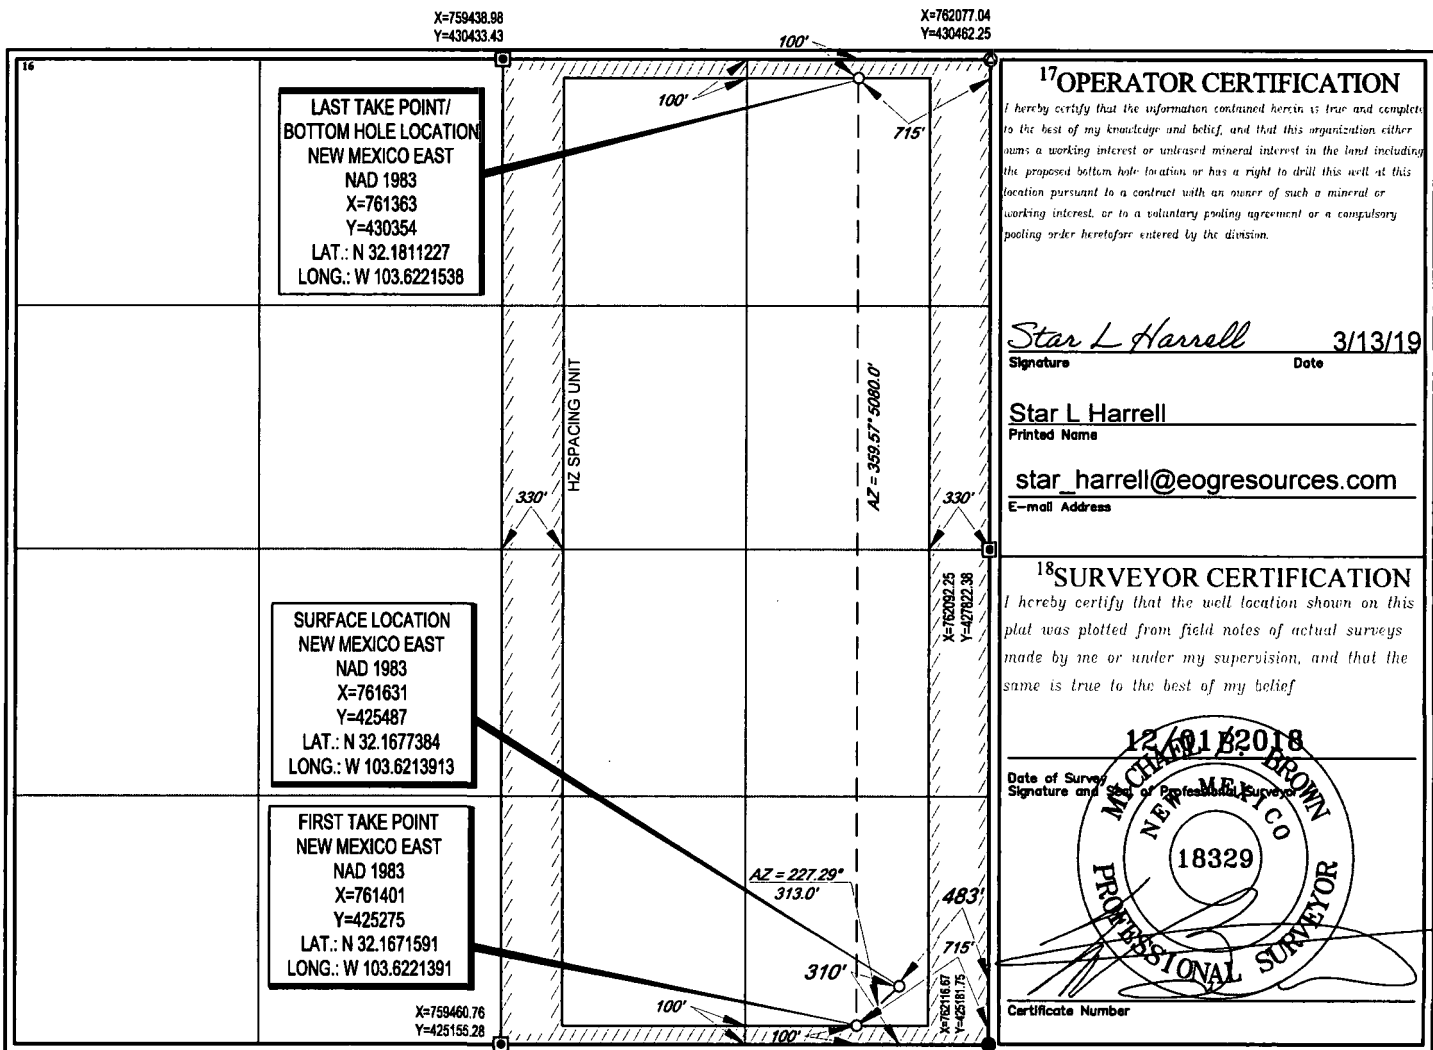 X=759438.98
Y=430433.43
X=762077.04
Y=430462.25
16
100'
100'
715'
LAST TAKE POINT/
BOTTOM HOLE LOCATION
NEW MEXICO EAST
NAD 1983
X=761363
Y=430354
LAT.: N 32.1811227
LONG.: W 103.6221538
HZ SPACING UNIT
AZ = 359.57° 5080.0'
330'
330'
X=762092.25
Y=427822.38
SURFACE LOCATION
NEW MEXICO EAST
NAD 1983
X=761631
Y=425487
LAT.: N 32.1677384
LONG.: W 103.6213913
FIRST TAKE POINT
NEW MEXICO EAST
NAD 1983
X=761401
Y=425275
LAT.: N 32.1671591
LONG.: W 103.6221391
AZ = 227.29°
313.0'
483'
715'
310'
X=762116.67
Y=425181.75
100'
100'
X=759460.76
Y=425155.28
17 OPERATOR CERTIFICATION
I hereby certify that the information contained herein is true and complete
to the best of my knowledge and belief, and that this organization either
owns a working interest or unleased mineral interest in the land including
the proposed bottom hole location or has a right to drill this well at this
location pursuant to a contract with an owner of such a mineral or
working interest, or to a voluntary pooling agreement or a compulsory
pooling order heretofore entered by the division.
Star L Harrell 3/13/19
Signature Date
Star L Harrell
Printed Name
star_harrell@eogresources.com
E-mail Address
18 SURVEYOR CERTIFICATION
I hereby certify that the well location shown on this
plat was plotted from field notes of actual surveys
made by me or under my supervision, and that the
same is true to the best of my belief
12/01/2018
Date of Survey
Signature and Seal of Professional Surveyor:
MICHAEL B. BROWN
NEW MEXICO
18329
PROFESSIONAL SURVEYOR
Certificate Number